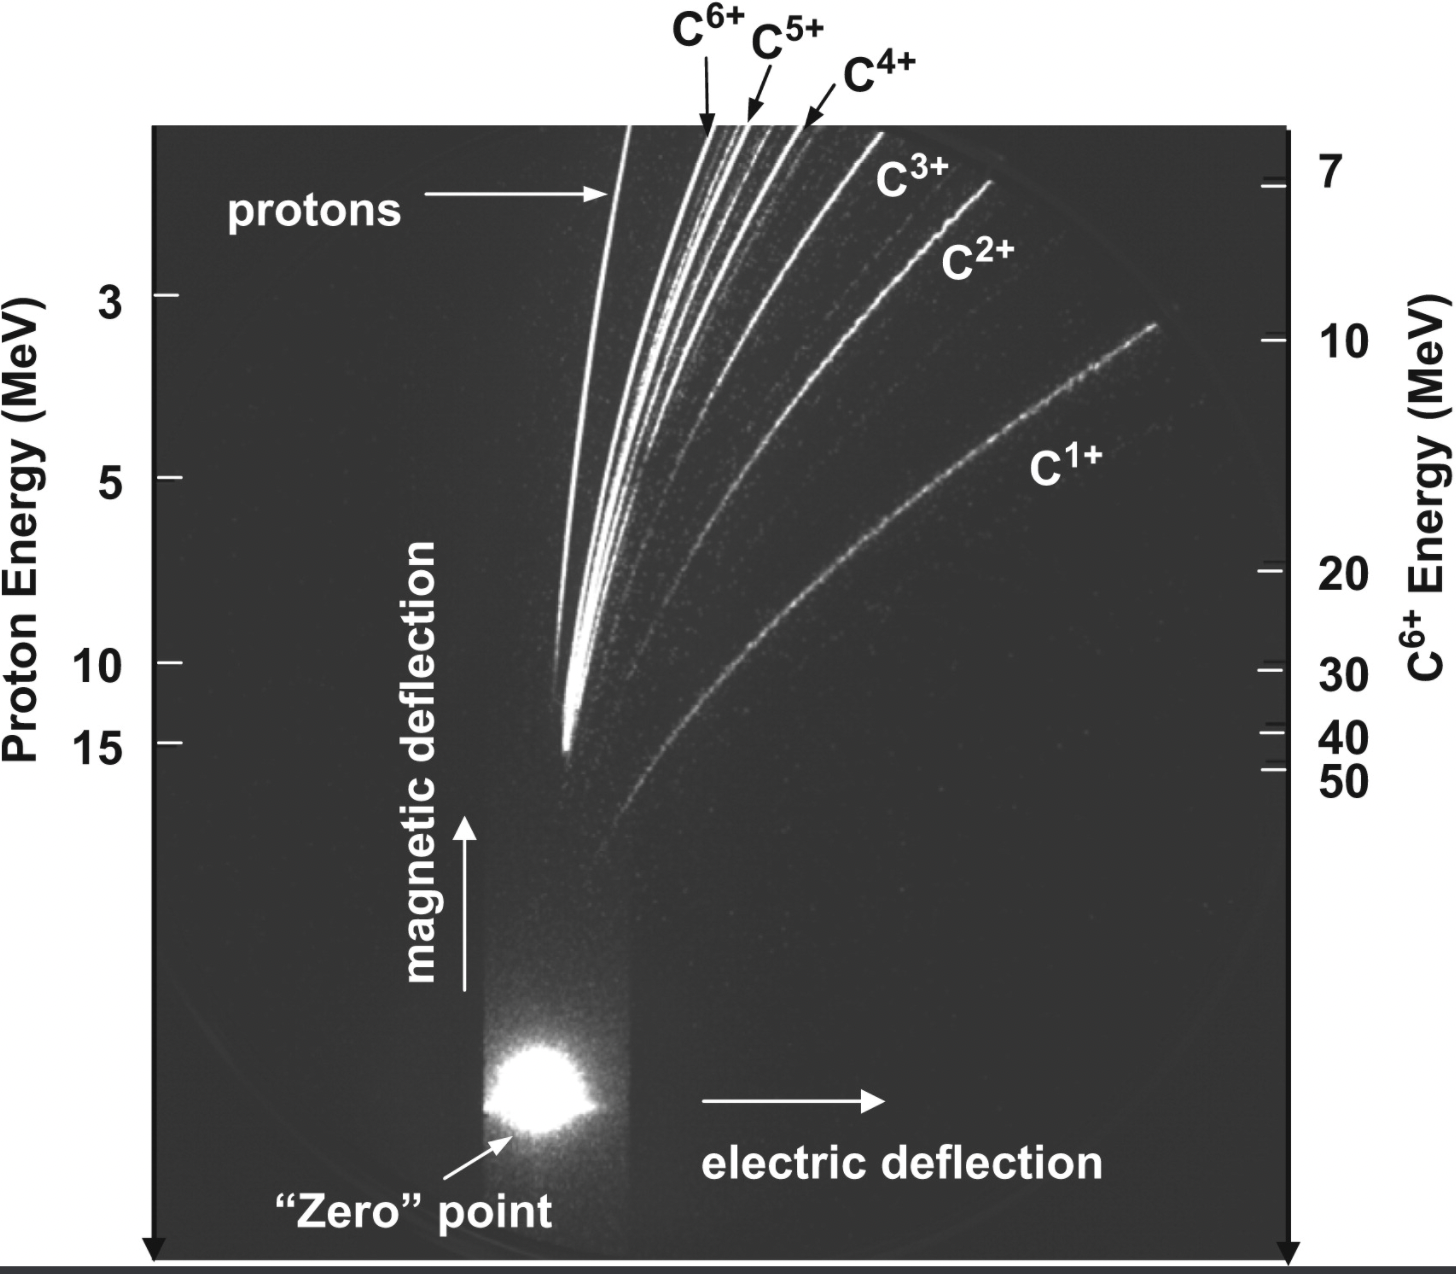 C6+
C5+
C4+
C3+
protons
C2+
C1+
Proton Energy (MeV)
3
5
10
15
7
10
20
30
40
50
C6+ Energy (MeV)
magnetic deflection
electric deflection
“Zero” point